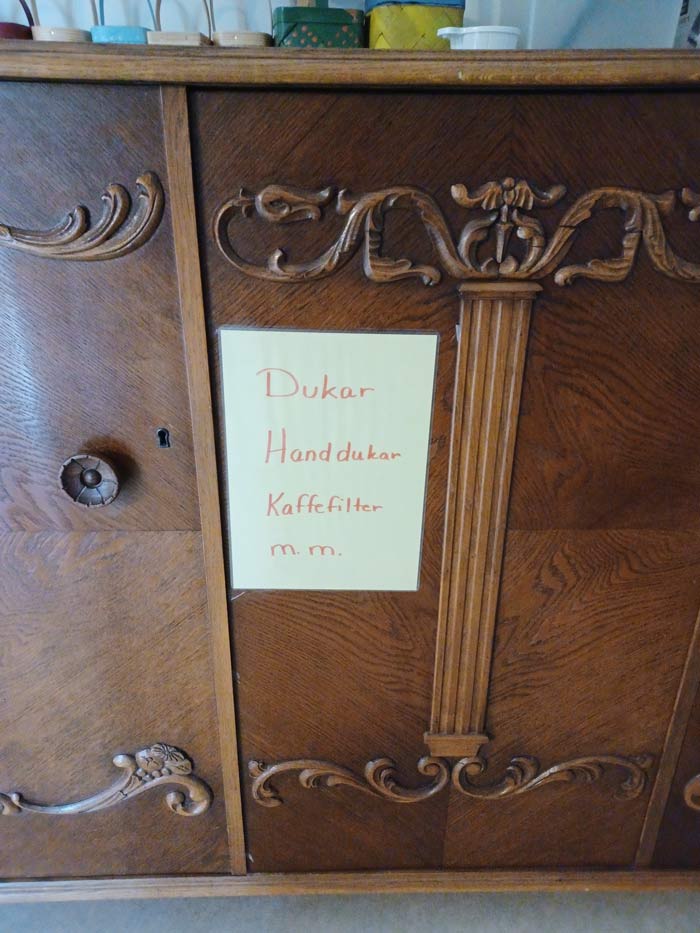 Dukar
Handdukar
Kaffefilter
m.m.